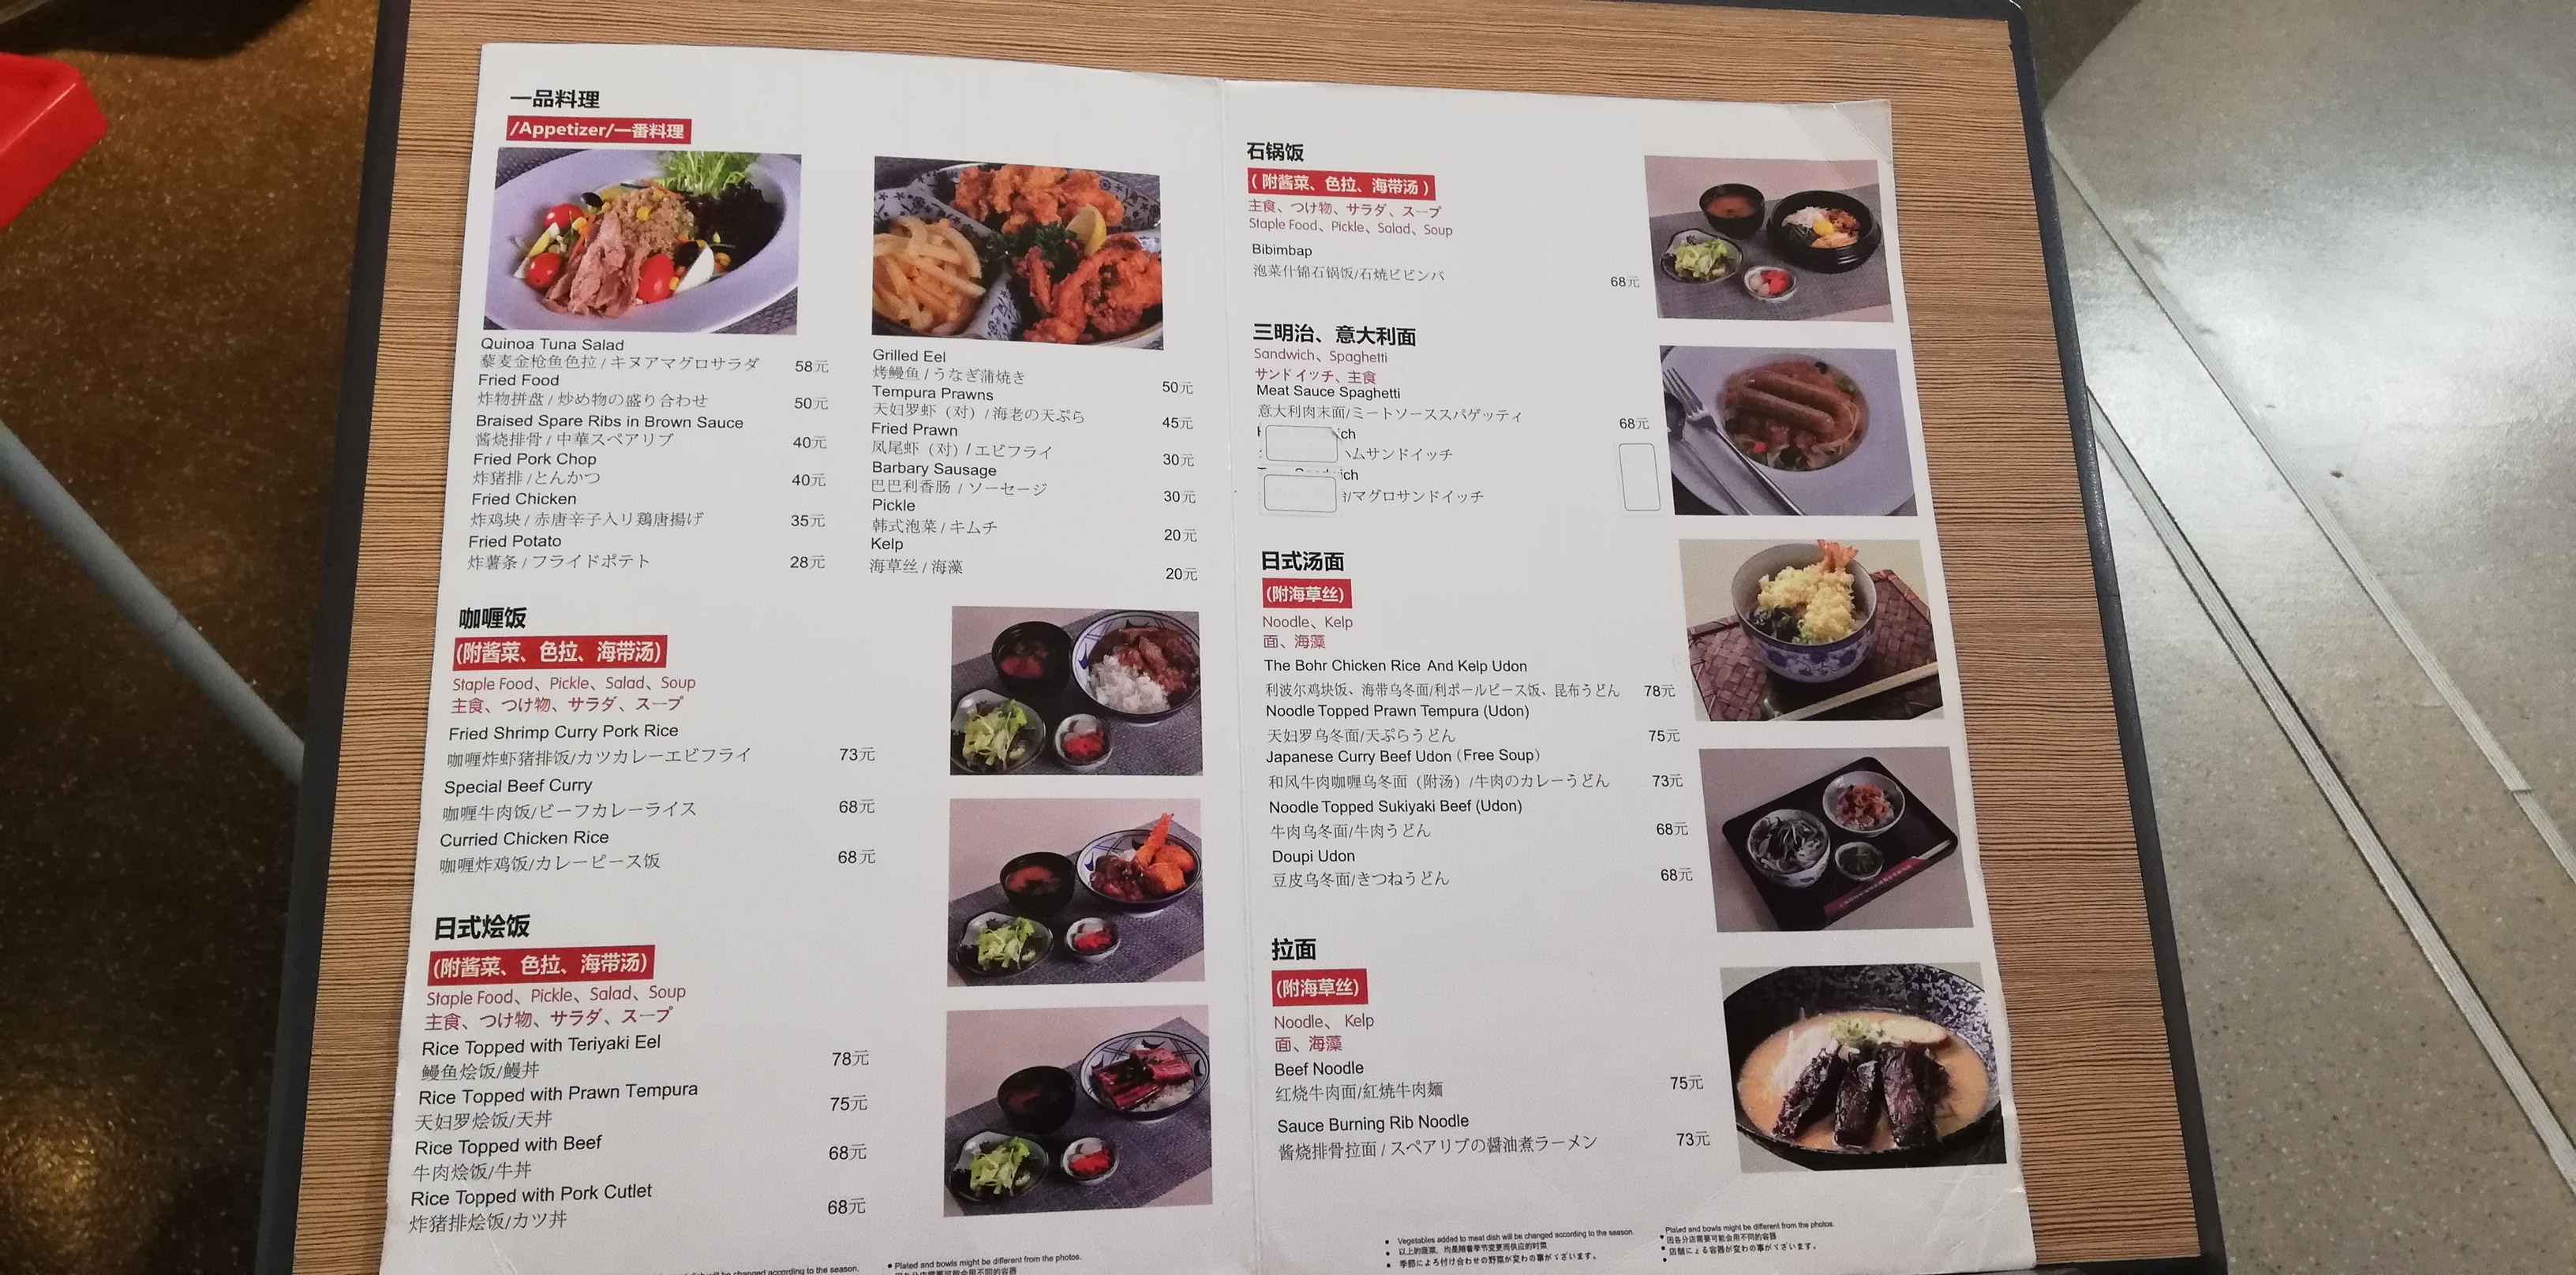 一品料理
/Appetizer/一番料理
Quinoa Tuna Salad
藜麦金枪鱼色拉 / キヌアマグロサラダ 58元
Fried Food
炸物拼盘 / 炒め物の盛り合わせ 50元
Braised Spare Ribs in Brown Sauce
酱烧排骨 / 中華スペアリブ 40元
Fried Pork Chop
炸猪排 / とんかつ 40元
Fried Chicken
炸鸡块 / 赤唐辛子入リ鶏唐揚げ 35元
Fried Potato
炸薯条 / フライドポテト 28元
Grilled Eel
烤鳗鱼 / うなぎ蒲焼き 50元
Tempura Prawns
天妇罗虾（对）/ 海老の天ぷら 45元
Fried Prawn
凤尾虾（对）/ エビフライ 30元
Barbary Sausage
巴巴利香肠 / ソーセージ 30元
Pickle
韩式泡菜 / キムチ 20元
Kelp
海草丝 / 海藻 20元
咖喱饭
(附酱菜、色拉、海带汤)
Staple Food、Pickle、Salad、Soup
主食、つけ物、サラダ、スープ
Fried Shrimp Curry Pork Rice
咖喱炸虾猪排饭/カツカレーエビフライ 73元
Special Beef Curry
咖喱牛肉饭/ビーフカレーライス 68元
Curried Chicken Rice
咖喱炸鸡饭/カレーピース饭 68元
日式烩饭
(附酱菜、色拉、海带汤)
Staple Food、Pickle、Salad、Soup
主食、つけ物、サラダ、スープ
Rice Topped with Teriyaki Eel
鳗鱼烩饭/鰻丼 78元
Rice Topped with Prawn Tempura
天妇罗烩饭/天丼 75元
Rice Topped with Beef
牛肉烩饭/牛丼 68元
Rice Topped with Pork Cutlet
炸猪排烩饭/カツ丼 68元
will be changed according to the season.
● Plated and bowls might be different from the photos.
因各分店需要可能会用不同的容器
石锅饭
( 附酱菜、色拉、海带汤 )
主食、つけ物、サラダ、スープ
Staple Food、Pickle、Salad、Soup
Bibimbap
泡菜什锦石锅饭/石焼ビビンバ 68元
三明治、意大利面
Sandwich、Spaghetti
サンドイッチ、主食
Meat Sauce Spaghetti
意大利肉末面/ミートソーススパゲッティ 68元
ich
ムサンドイッチ
ich
/マグロサンドイッチ
日式汤面
(附海草丝)
Noodle、Kelp
面、海藻
The Bohr Chicken Rice And Kelp Udon
利波尔鸡块饭、海带乌冬面/利ポールピース饭、昆布うどん 78元
Noodle Topped Prawn Tempura (Udon)
天妇罗乌冬面/天ぷらうどん 75元
Japanese Curry Beef Udon（Free Soup）
和风牛肉咖喱乌冬面（附汤）/牛肉のカレーうどん 73元
Noodle Topped Sukiyaki Beef (Udon)
牛肉乌冬面/牛肉うどん 68元
Doupi Udon
豆皮乌冬面/きつねうどん 68元
拉面
(附海草丝)
Noodle、Kelp
面、海藻
Beef Noodle
红烧牛肉面/紅焼牛肉麺 75元
Sauce Burning Rib Noodle
酱烧排骨拉面 / スペアリブの醤油煮ラーメン 73元
● Vegetables added to meat dish will be changed according to the season.
● 以上的蔬菜、均是随着季节变更而供应的时菜
● 季節によろ付け合わせの野菜が変わの事がございます。
Plated and bowls might be different from the photos.
● 因各分店需要可能会用不同的容器
● 店舗による容器が変わの事がございます。